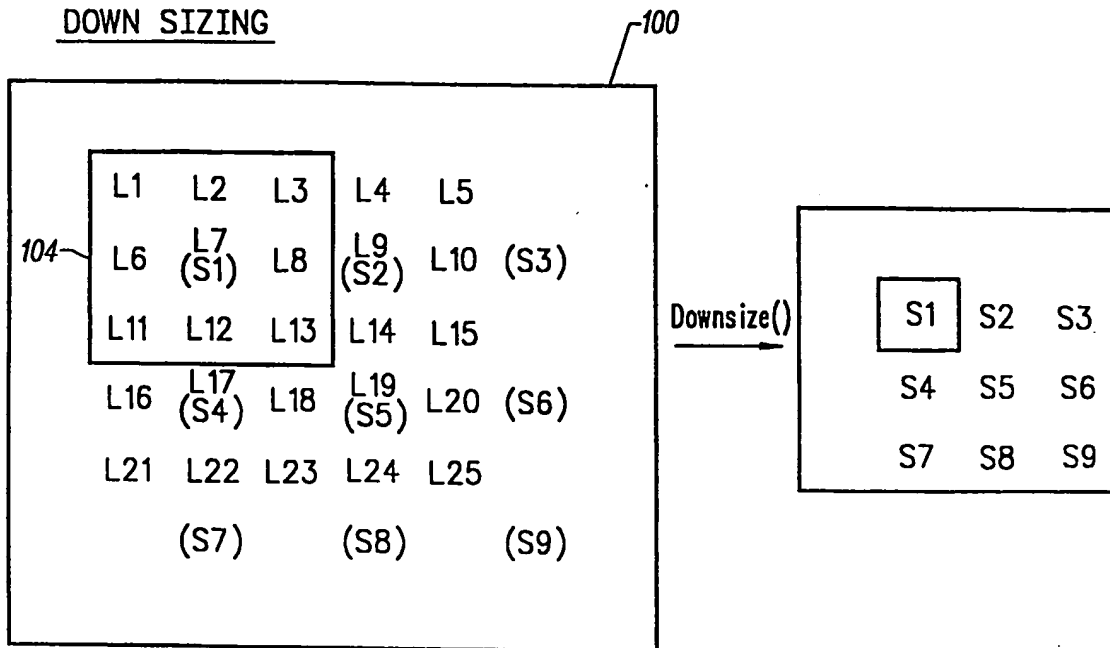 DOWN SIZING
100
L1 L2 L3 L4 L5
104
L6 L7 (S1) L8 L9 (S2) L10 (S3)
L11 L12 L13 L14 L15
L16 L17 (S4) L18 L19 (S5) L20 (S6)
L21 L22 L23 L24 L25
(S7) (S8) (S9)
Downsize()
S1 S2 S3
S4 S5 S6
S7 S8 S9